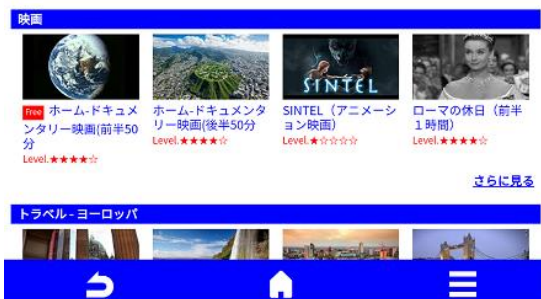 映画
SINTEL
Free ホーム-ドキュメ
ンタリー映画(前半50
分
Level.★★★★☆
ホーム-ドキュメンタ
リー映画(後半50分
Level.★★★★☆
SINTEL（アニメーシ
ョン映画）
Level.★☆☆☆☆
ローマの休日（前半
１時間）
Level.★★★★☆
さらに見る
トラベル - ヨーロッパ